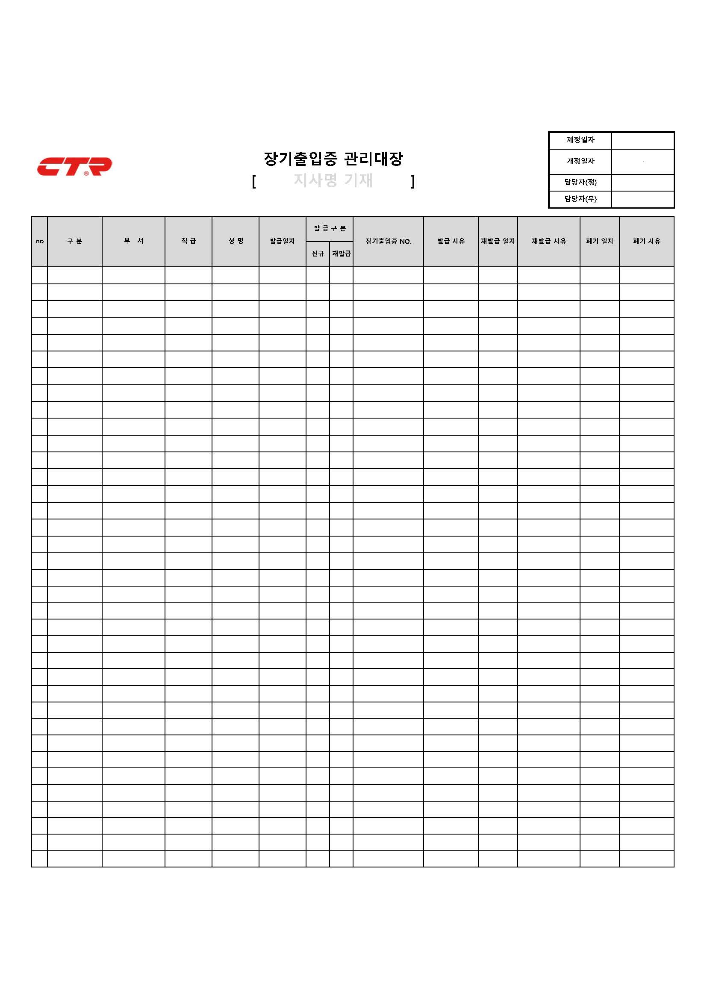 제정일자
CTR®
장기출입증 관리대장
개정일자 -
[ 지사명 기재 ]
담당자(정)
담당자(부)
no 구 분 부 서 직 급 성 명 발급일자 발 급 구 분 장기출입증 NO. 발급 사유 재발급 일자 재발급 사유 폐기 일자 폐기 사유
신규 재발급